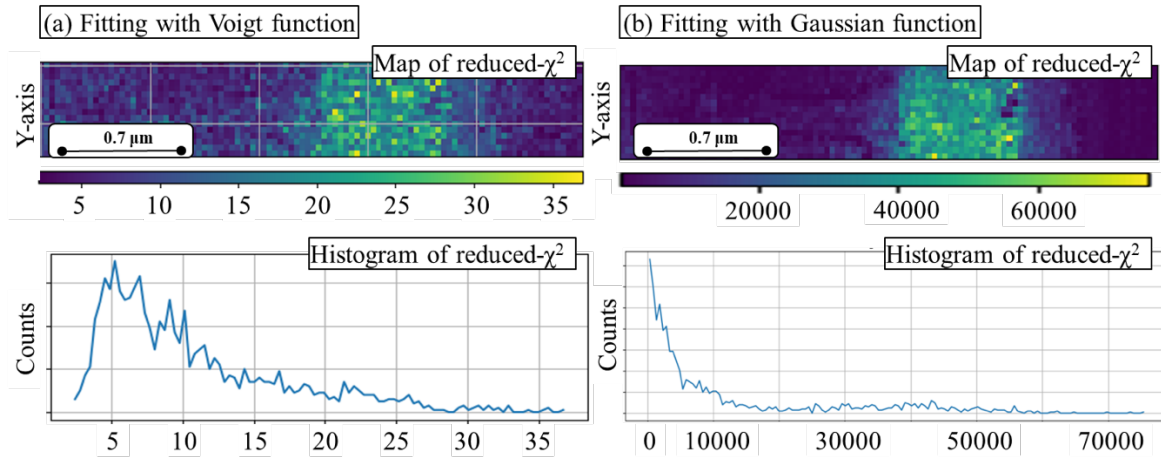 (a) Fitting with Voigt function
Map of reduced-χ²
Y-axis
0.7 μm
5 10 15 20 25 30 35
Histogram of reduced-χ²
Counts
5 10 15 20 25 30 35
(b) Fitting with Gaussian function
Map of reduced-χ²
Y-axis
0.7 μm
20000 40000 60000
Histogram of reduced-χ²
Counts
0 10000 30000 50000 70000